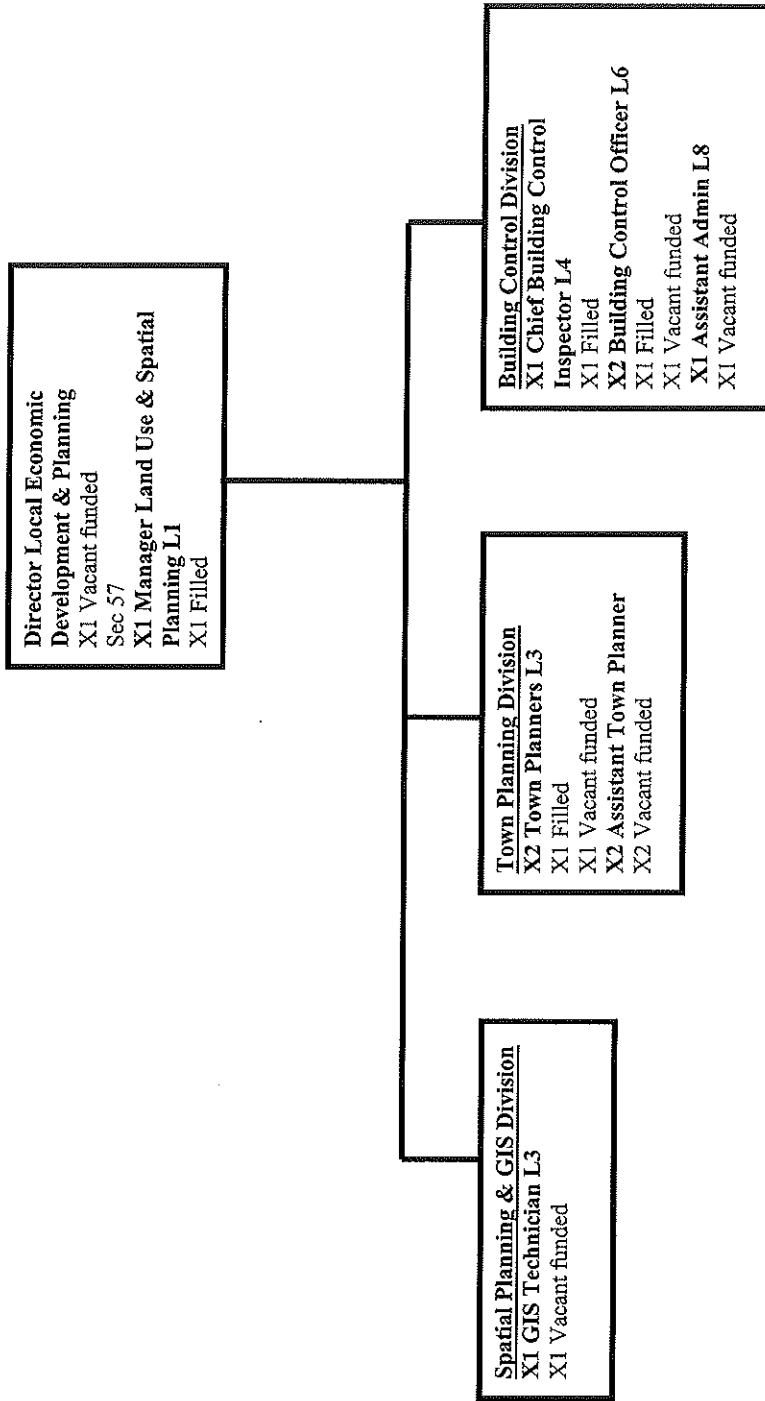 Director Local Economic
Development & Planning
X1 Vacant funded
Sec 57
X1 Manager Land Use & Spatial
Planning L1
X1 Filled
Spatial Planning & GIS Division
X1 GIS Technician L3
X1 Vacant funded
Town Planning Division
X2 Town Planners L3
X1 Filled
X1 Vacant funded
X2 Assistant Town Planner
X2 Vacant funded
Building Control Division
X1 Chief Building Control
Inspector L4
X1 Filled
X2 Building Control Officer L6
X1 Filled
X1 Vacant funded
X1 Assistant Admin L8
X1 Vacant funded